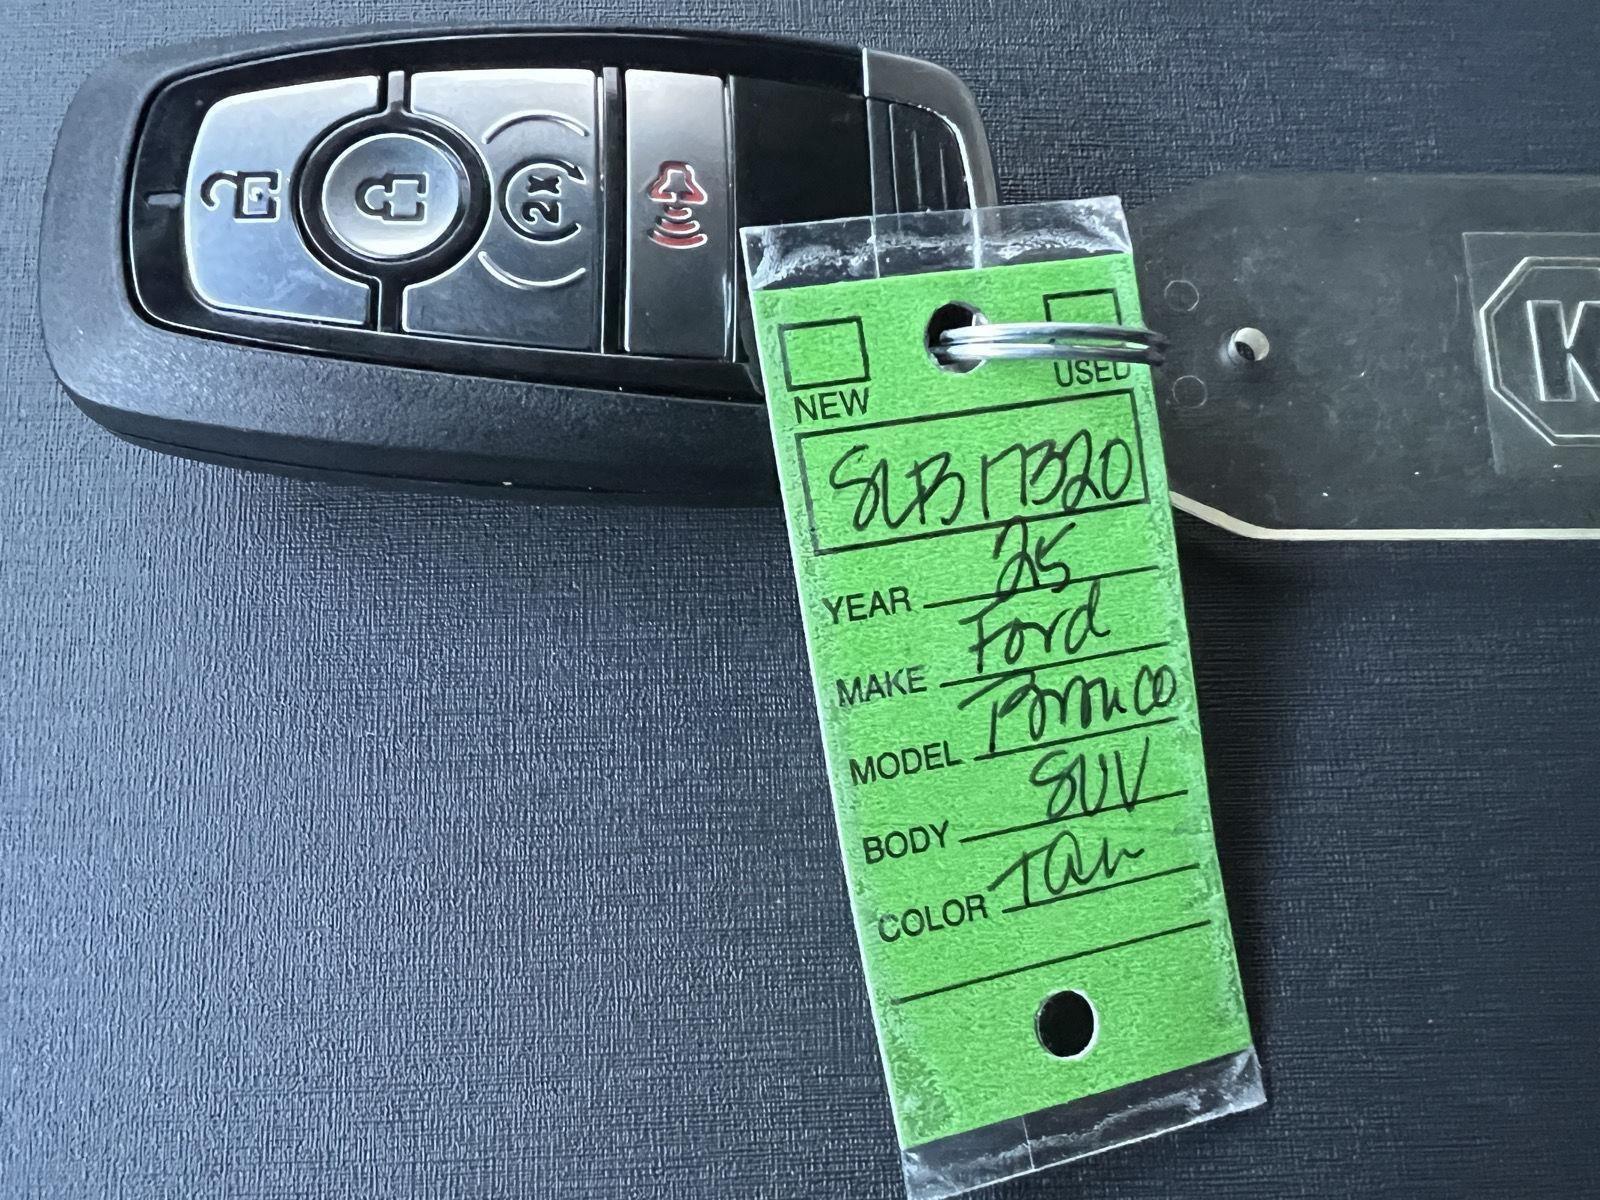 2x
K
NEW USED
SLB17320
YEAR 25
MAKE Ford
MODEL Bronco
BODY SUV
COLOR Tan